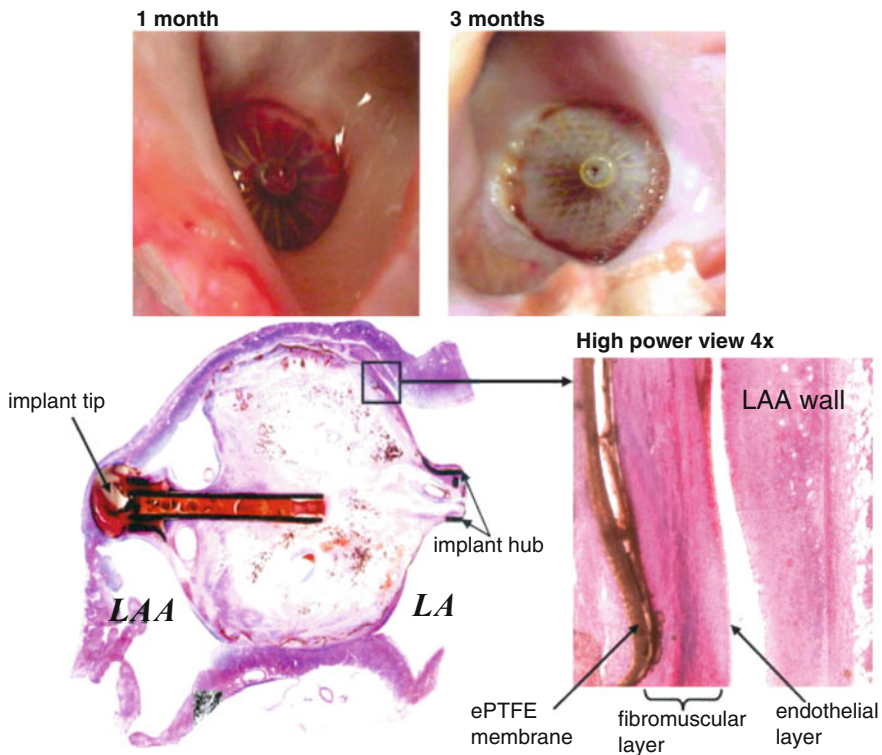 1 month
3 months
High power view 4x
implant tip
LAA wall
implant hub
LAA
LA
ePTFE
membrane
fibromuscular
layer
endothelial
layer